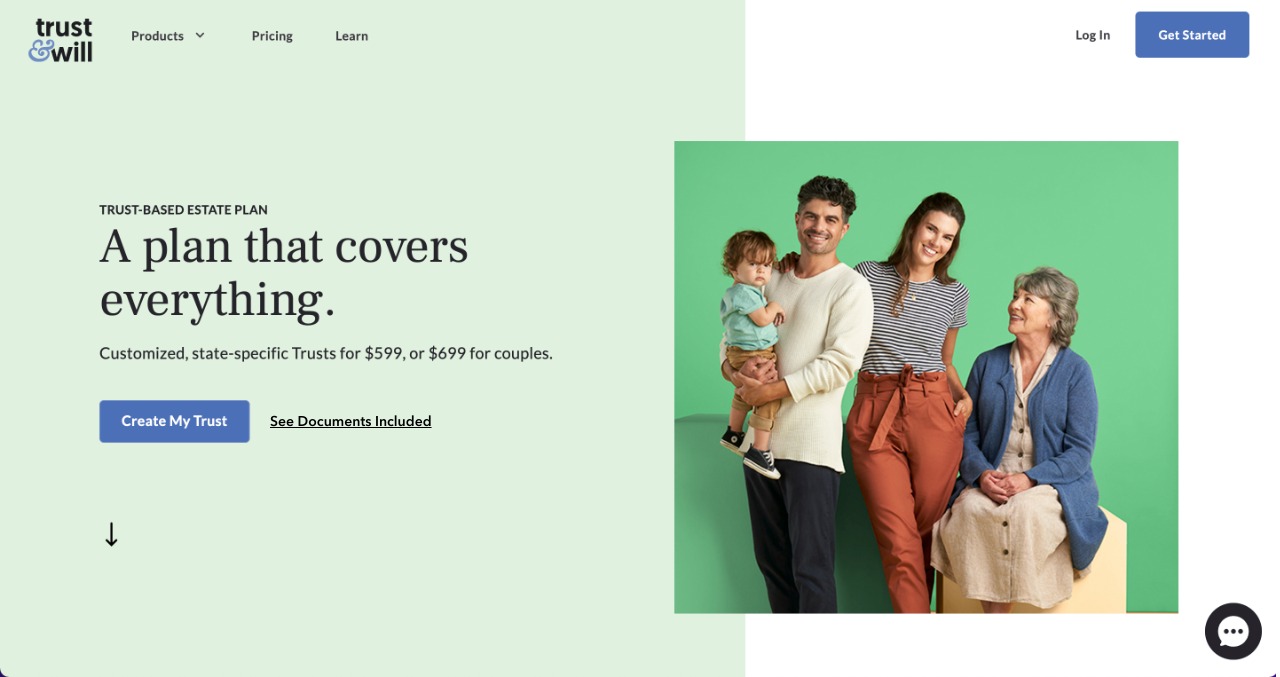 trust
&will
Products
Pricing
Learn
Log In
Get Started
TRUST-BASED ESTATE PLAN
A plan that covers
everything.
Customized, state-specific Trusts for $599, or $699 for couples.
Create My Trust
See Documents Included